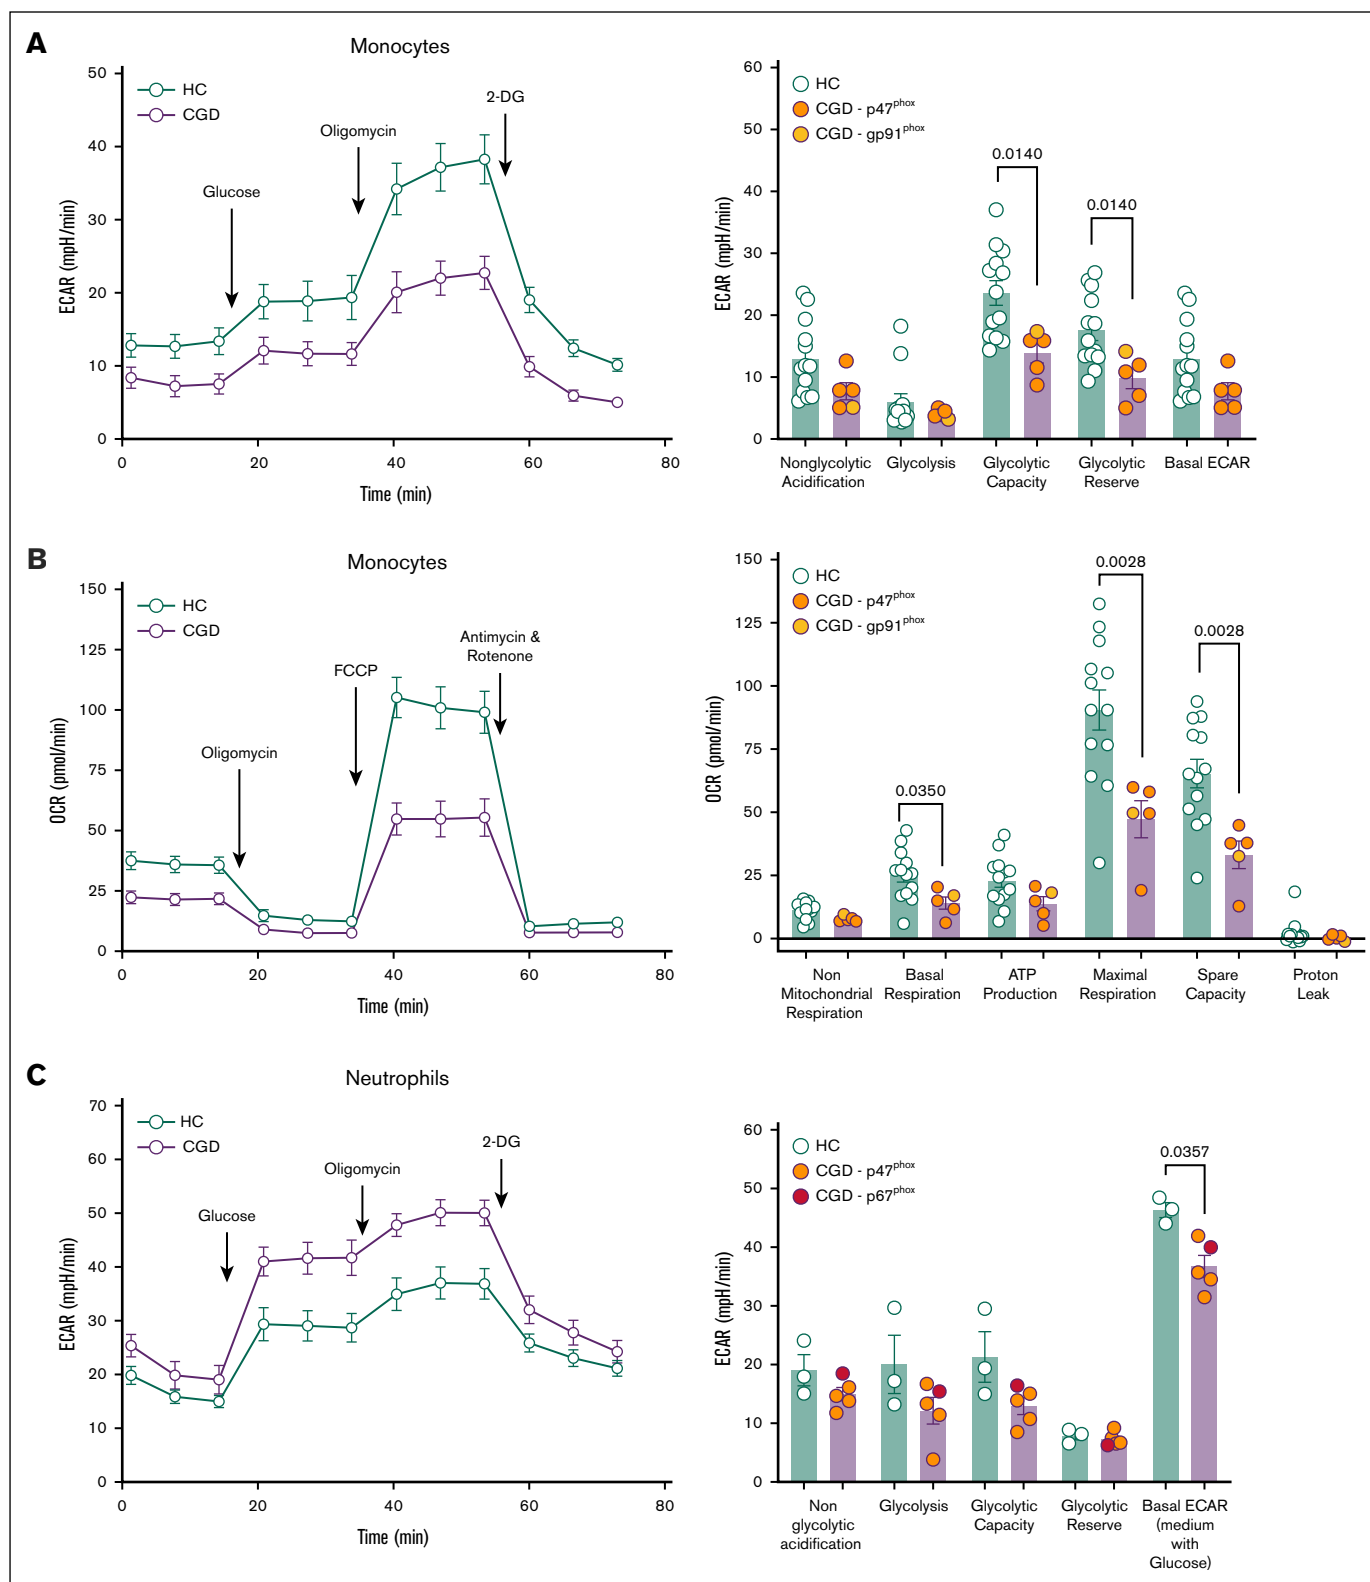 A
Monocytes
HC
CGD
Glucose
Oligomycin
2-DG
ECAR (mpH/min)
50
40
30
20
10
0
0
20
40
60
80
Time (min)
HC
CGD - p47phox
CGD - gp91phox
0.0140
0.0140
ECAR (mpH/min)
60
50
40
30
20
10
0
Nonglycolytic
Acidification
Glycolysis
Glycolytic
Capacity
Glycolytic
Reserve
Basal ECAR
B
Monocytes
HC
CGD
Oligomycin
FCCP
Antimycin &
Rotenone
OCR (pmol/min)
150
125
100
75
50
25
0
0
20
40
60
80
Time (min)
HC
CGD - p47phox
CGD - gp91phox
0.0350
0.0028
0.0028
OCR (pmol/min)
150
125
100
75
50
25
0
Non
Mitochondrial
Respiration
Basal
Respiration
ATP
Production
Maximal
Respiration
Spare
Capacity
Proton
Leak
C
Neutrophils
HC
CGD
Glucose
Oligomycin
2-DG
ECAR (mpH/min)
70
60
50
40
30
20
10
0
0
20
40
60
80
Time (min)
HC
CGD - p47phox
CGD - p67phox
0.0357
ECAR (mpH/min)
60
50
40
30
20
10
0
Non
glycolytic
acidification
Glycolysis
Glycolytic
Capacity
Glycolytic
Reserve
Basal ECAR
(medium
with
Glucose)